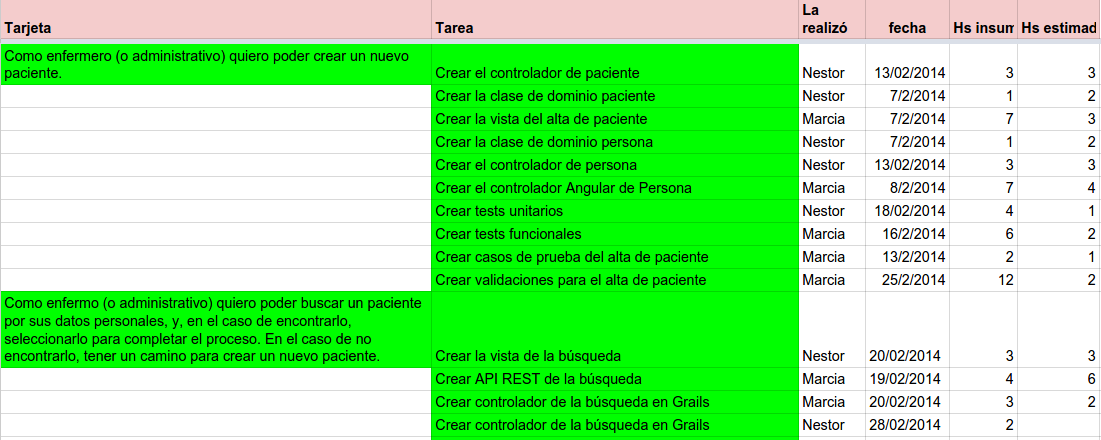 Tarjeta Tarea La realizó fecha Hs insum Hs estimad
Como enfermero (o administrativo) quiero poder crear un nuevo
paciente. Crear el controlador de paciente Nestor 13/02/2014 3 3
Crear la clase de dominio paciente Nestor 7/2/2014 1 2
Crear la vista del alta de paciente Marcia 7/2/2014 7 3
Crear la clase de dominio persona Nestor 7/2/2014 1 2
Crear el controlador de persona Nestor 13/02/2014 3 3
Crear el controlador Angular de Persona Marcia 8/2/2014 7 4
Crear tests unitarios Nestor 18/02/2014 4 1
Crear tests funcionales Marcia 16/2/2014 6 2
Crear casos de prueba del alta de paciente Marcia 13/2/2014 2 1
Crear validaciones para el alta de paciente Marcia 25/2/2014 12 2
Como enfermo (o administrativo) quiero poder buscar un paciente
por sus datos personales, y, en el caso de encontrarlo,
seleccionarlo para completar el proceso. En el caso de no
encontrarlo, tener un camino para crear un nuevo paciente. Crear la vista de la búsqueda Nestor 20/02/2014 3 3
Crear API REST de la búsqueda Marcia 19/02/2014 4 6
Crear controlador de la búsqueda en Grails Marcia 20/02/2014 3 2
Crear controlador de la búsqueda en Grails Nestor 28/02/2014 2